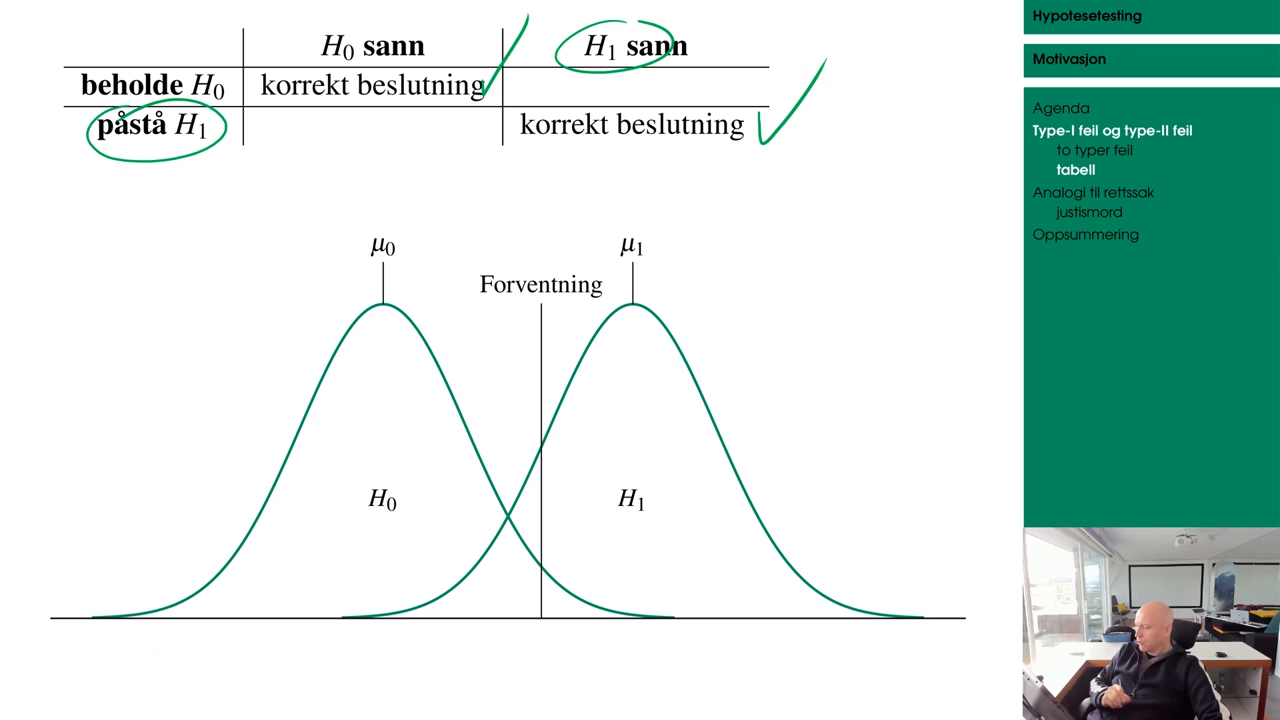 H₀ sann H₁ sann
beholde H₀ korrekt beslutning
påstå H₁ korrekt beslutning
μ₀ μ₁
Forventning
H₀ H₁
Hypotesetesting
Motivasjon
Agenda
Type-I feil og type-II feil
to typer feil
tabell
Analogi til rettssak
justismord
Oppsummering